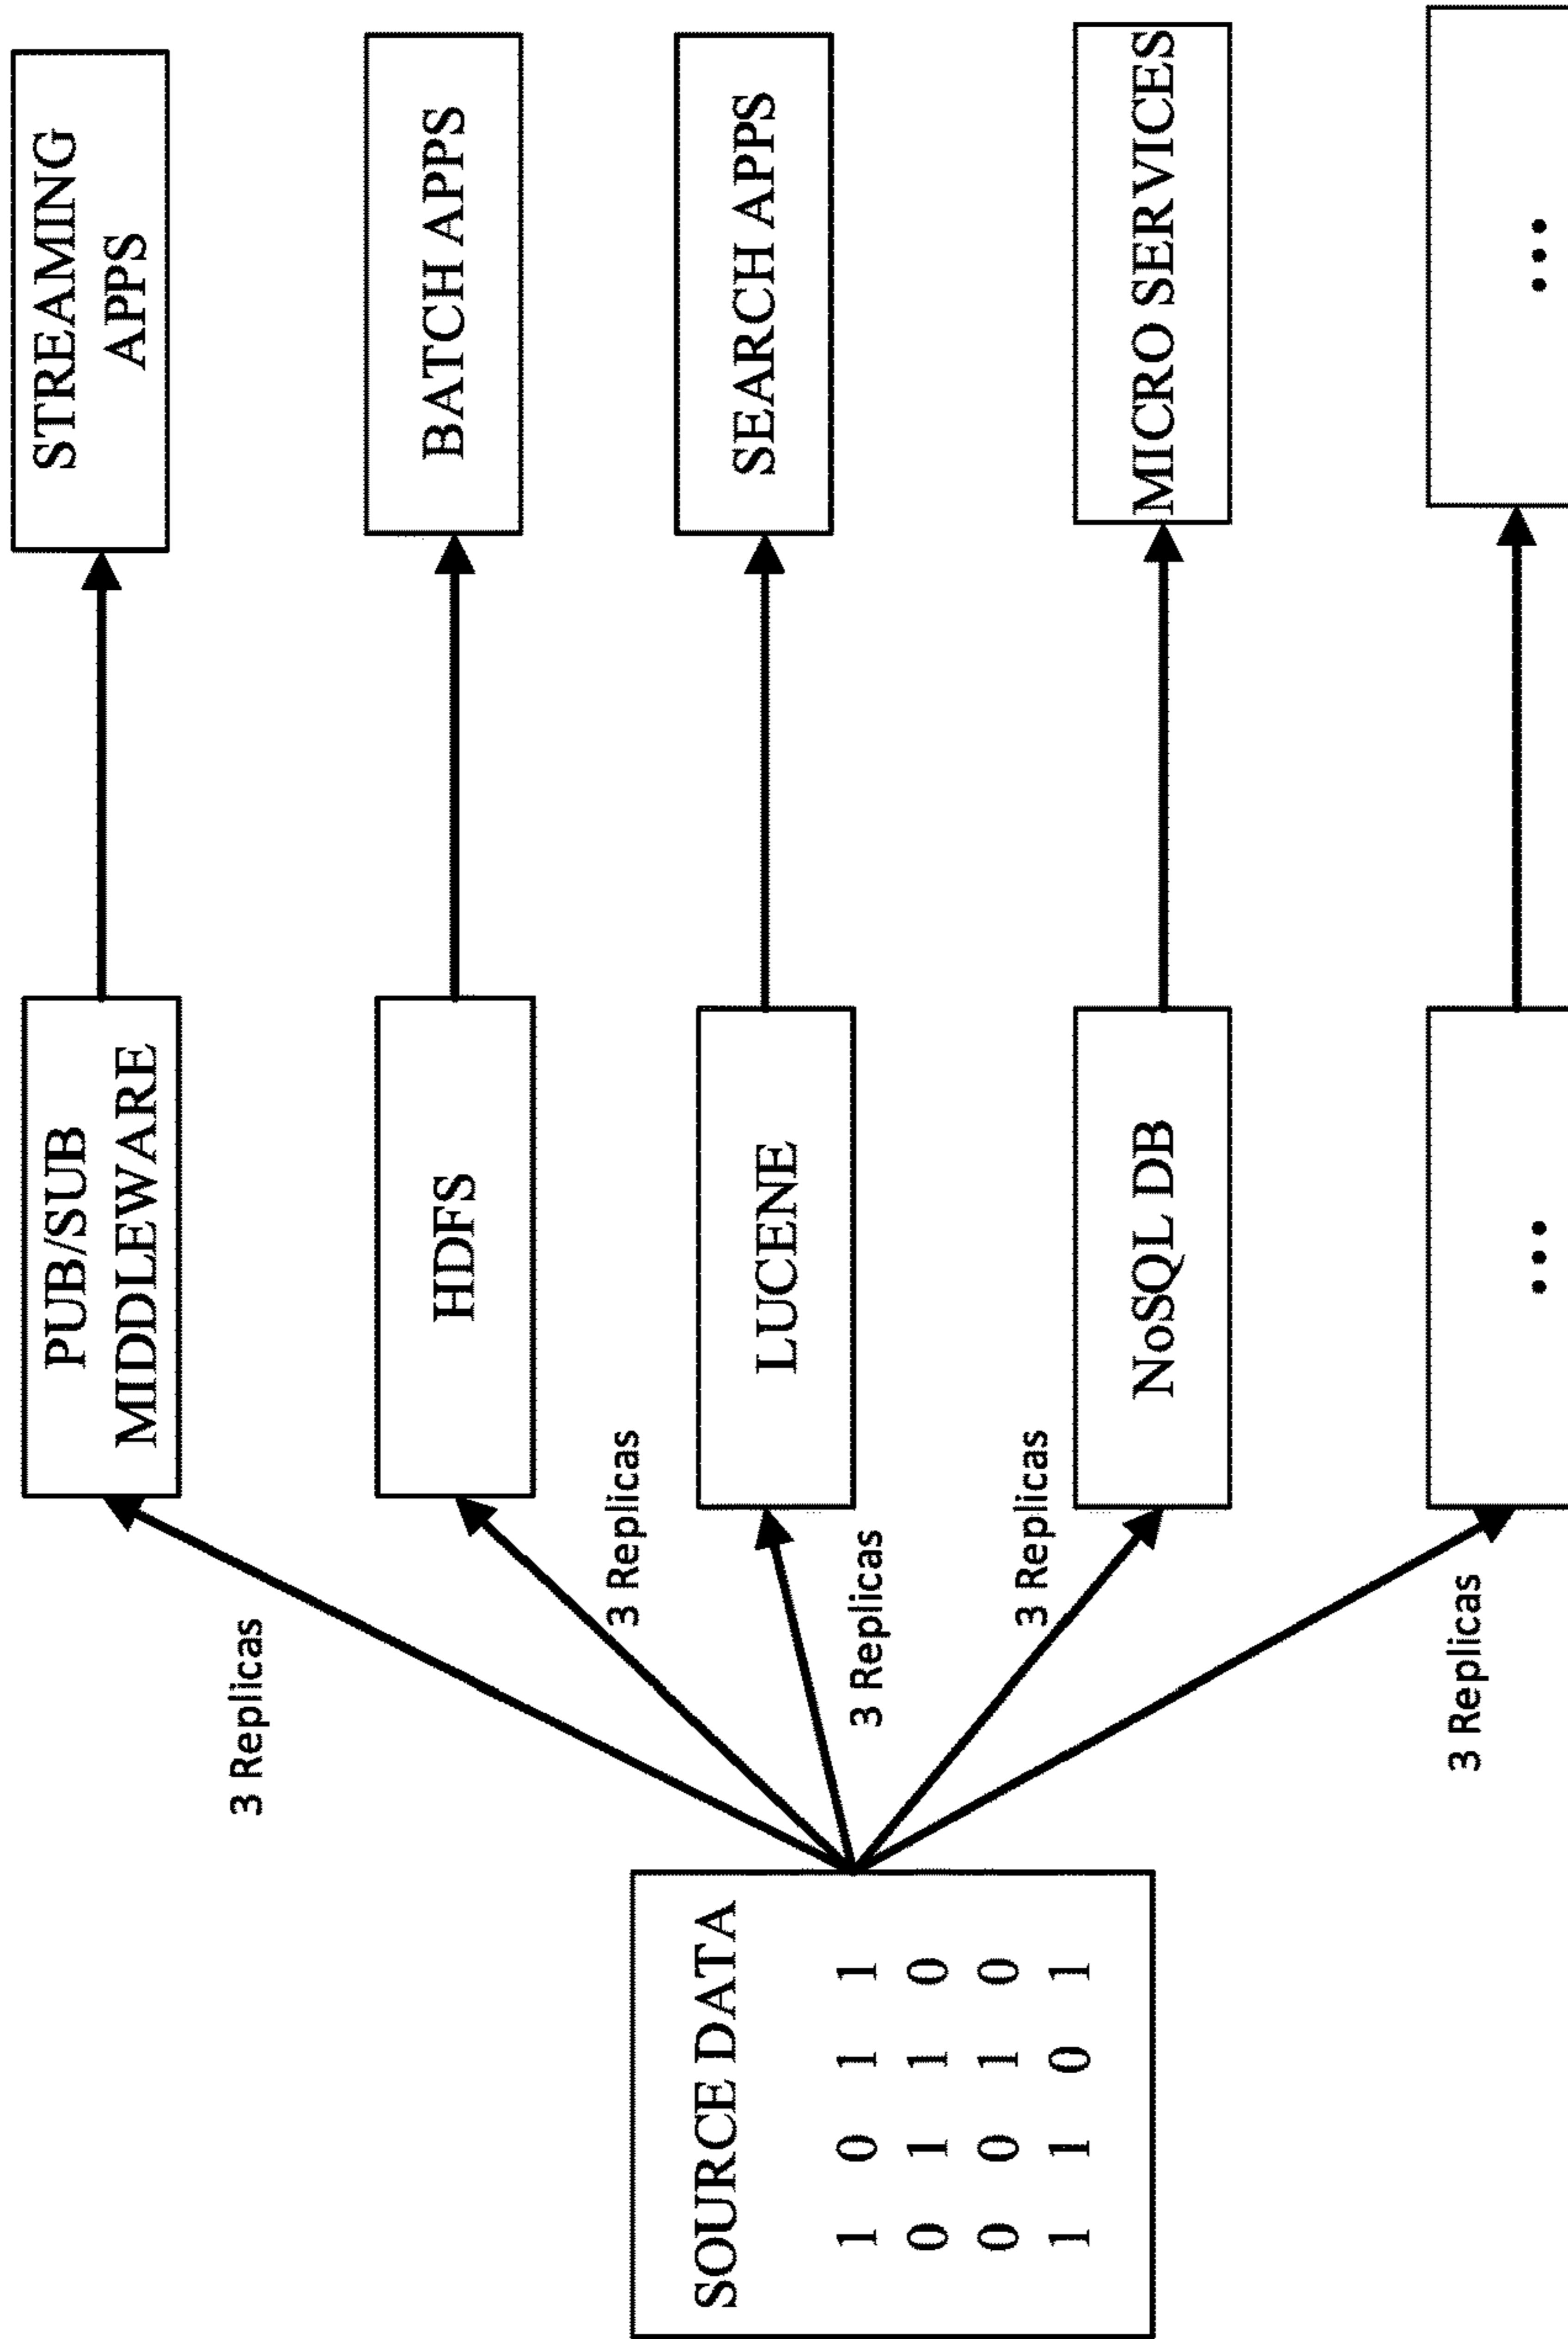 SOURCE DATA
1 0 1 1
0 1 1 0
0 0 1 0
1 1 0 1
3 Replicas
PUB/SUB
MIDDLEWARE
STREAMING
APPS
3 Replicas
HDFS
BATCH APPS
3 Replicas
LUCENE
SEARCH APPS
3 Replicas
NoSQL DB
MICRO SERVICES
3 Replicas
...
...